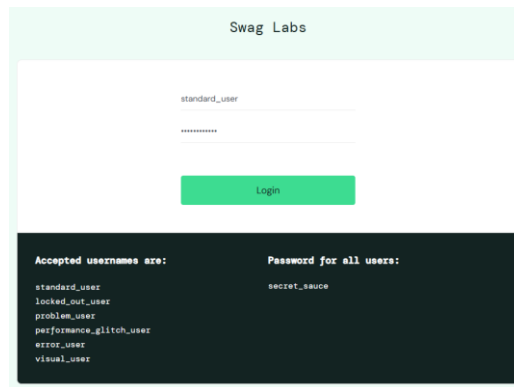 Swag Labs
standard_user
••••••••••••
Login
Accepted usernames are:
standard_user
locked_out_user
problem_user
performance_glitch_user
error_user
visual_user
Password for all users:
secret_sauce